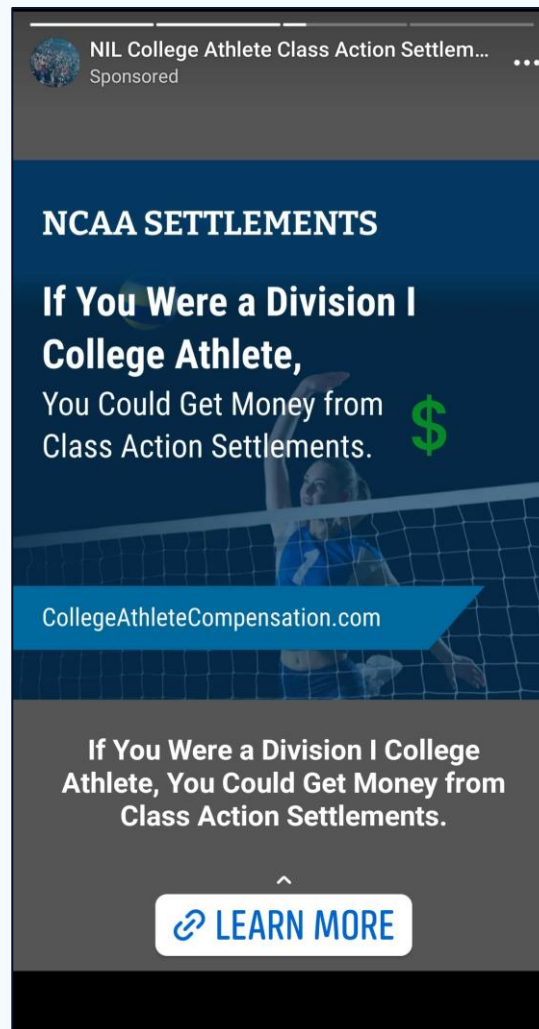 NIL College Athlete Class Action Settlem...
Sponsored
NCAA SETTLEMENTS
If You Were a Division I
College Athlete,
You Could Get Money from
Class Action Settlements.
$
CollegeAthleteCompensation.com
If You Were a Division I College
Athlete, You Could Get Money from
Class Action Settlements.
LEARN MORE